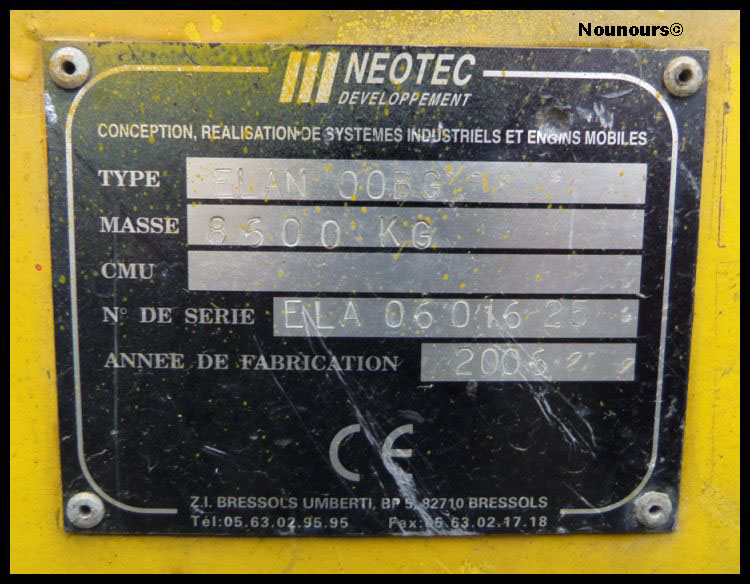 Nounours©
NEOTEC
DEVELOPPEMENT
CONCEPTION, REALISATION DE SYSTEMES INDUSTRIELS ET ENGINS MOBILES
TYPE ELAN 00BG
MASSE 8500 KG
CMU
N° DE SERIE ELA 06016 25
ANNEE DE FABRICATION 2006
CE
Z.I. BRESSOLS UMBERTI, BP 5, 82710 BRESSOLS
Tél:05.63.02.95.95 Fax:05.63.02.17.18